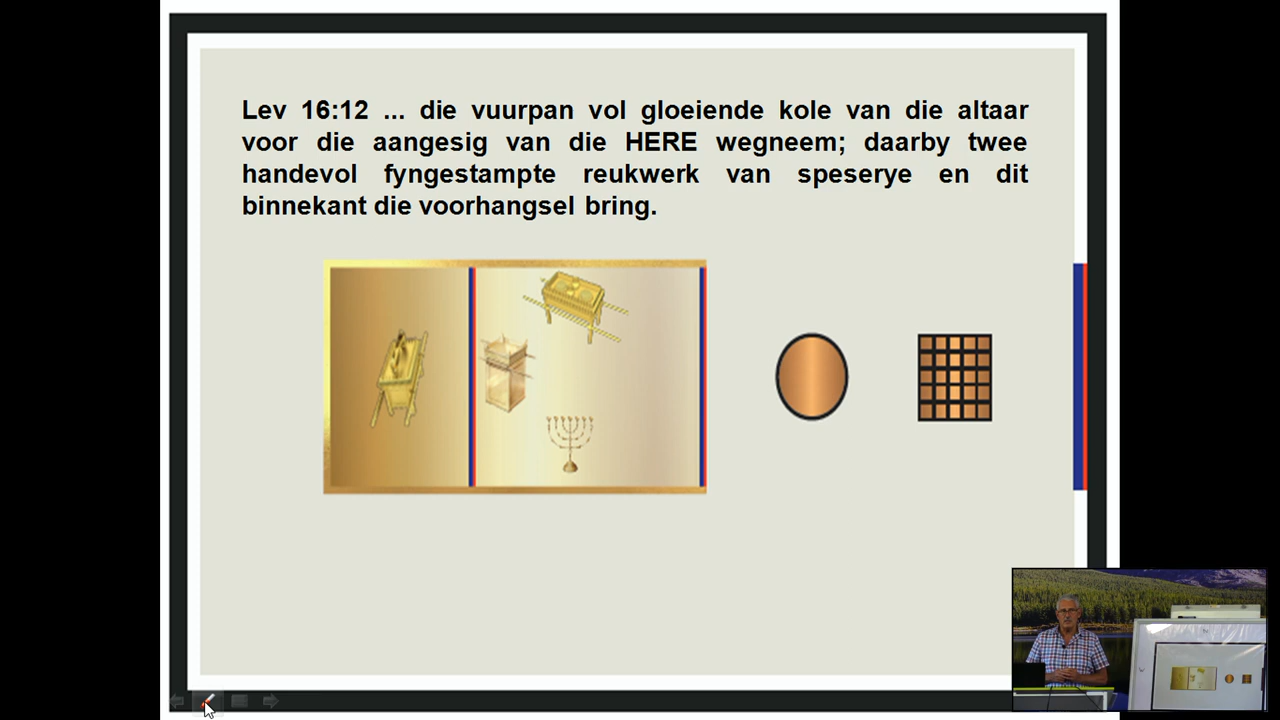 Lev 16:12 ... die vuurpan vol gloeiende kole van die altaar
voor die aangesig van die HERE wegneem; daarby twee
handevol fyngestampte reukwerk van speserye en dit
binnekant die voorhangsel bring.